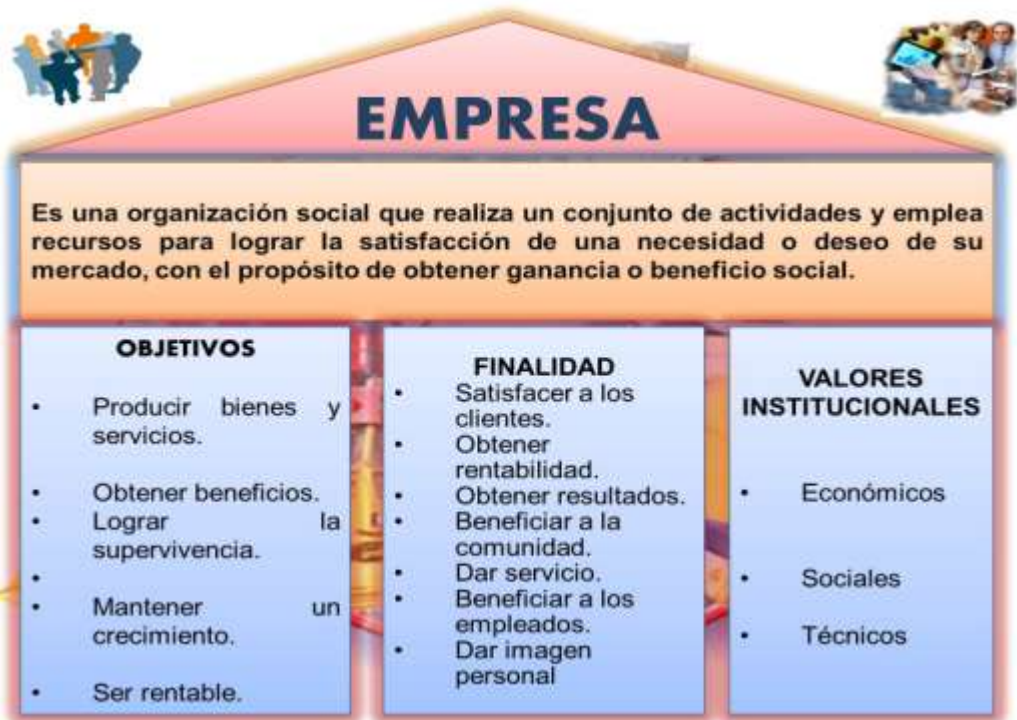 EMPRESA
Es una organización social que realiza un conjunto de actividades y emplea
recursos para lograr la satisfacción de una necesidad o deseo de su
mercado, con el propósito de obtener ganancia o beneficio social.
OBJETIVOS
• Producir bienes y
servicios.
• Obtener beneficios.
• Lograr la
supervivencia.
•
• Mantener un
crecimiento.
• Ser rentable.
FINALIDAD
• Satisfacer a los
clientes.
• Obtener
rentabilidad.
• Obtener resultados.
• Beneficiar a la
comunidad.
• Dar servicio.
• Beneficiar a los
empleados.
• Dar imagen
personal
VALORES
INSTITUCIONALES
• Económicos
• Sociales
• Técnicos